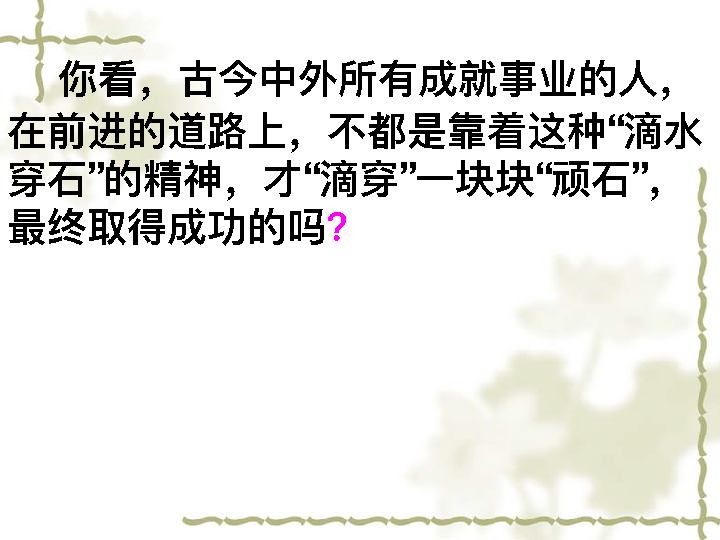 你看，古今中外所有成就事业的人，
在前进的道路上，不都是靠着这种“滴水
穿石”的精神，才“滴穿”一块块“顽石”，
最终取得成功的吗？